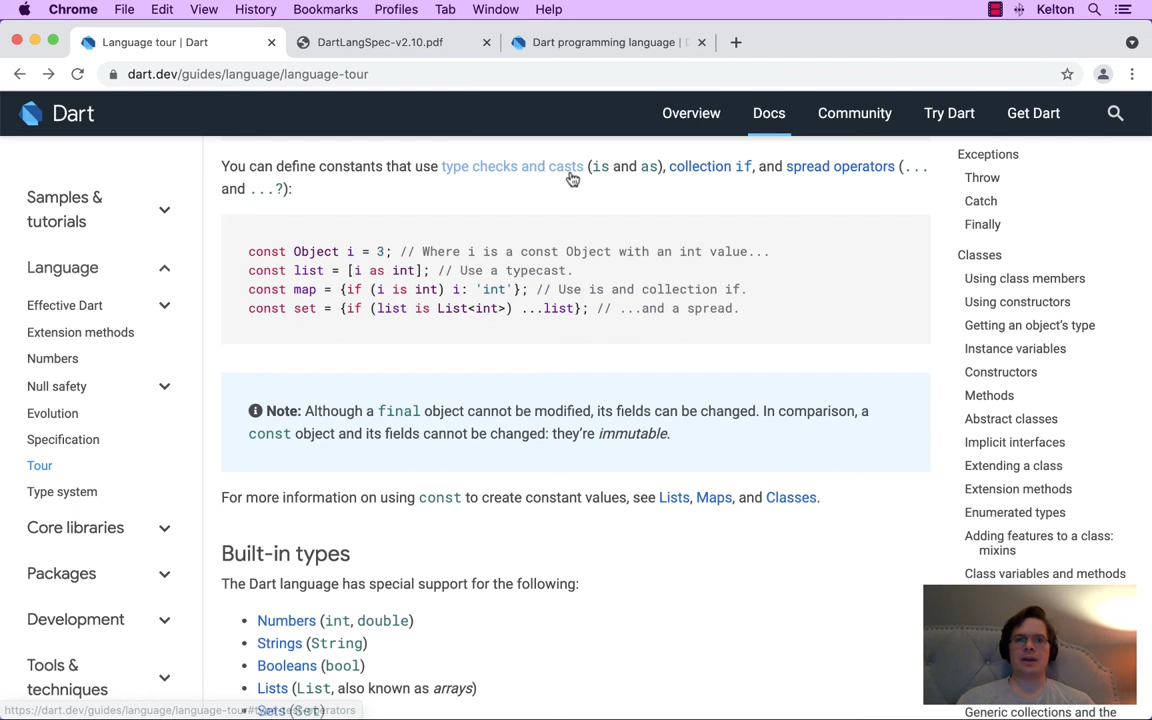 Chrome File Edit View History Bookmarks Profiles Tab Window Help Kelton
Language tour | Dart
DartLangSpec-v2.10.pdf
Dart programming language | D
dart.dev/guides/language/language-tour
Dart
Overview Docs Community Try Dart Get Dart
Samples &
tutorials
Language
Effective Dart
Extension methods
Numbers
Null safety
Evolution
Specification
Tour
Type system
Core libraries
Packages
Development
Tools &
techniques
You can define constants that use type checks and casts (is and as), collection if, and spread operators (...
and ...?):
const Object i = 3; // Where i is a const Object with an int value...
const list = [i as int]; // Use a typecast.
const map = {if (i is int) i: 'int'}; // Use is and collection if.
const set = {if (list is List<int>) ...list}; // ...and a spread.
Note: Although a final object cannot be modified, its fields can be changed. In comparison, a
const object and its fields cannot be changed: they're immutable.
For more information on using const to create constant values, see Lists, Maps, and Classes.
Built-in types
The Dart language has special support for the following:
• Numbers (int, double)
• Strings (String)
• Booleans (bool)
• Lists (List, also known as arrays)
• Sets (Set)
Exceptions
Throw
Catch
Finally
Classes
Using class members
Using constructors
Getting an object's type
Instance variables
Constructors
Methods
Abstract classes
Implicit interfaces
Extending a class
Extension methods
Enumerated types
Adding features to a class:
mixins
Class variables and methods
Generic collections and the